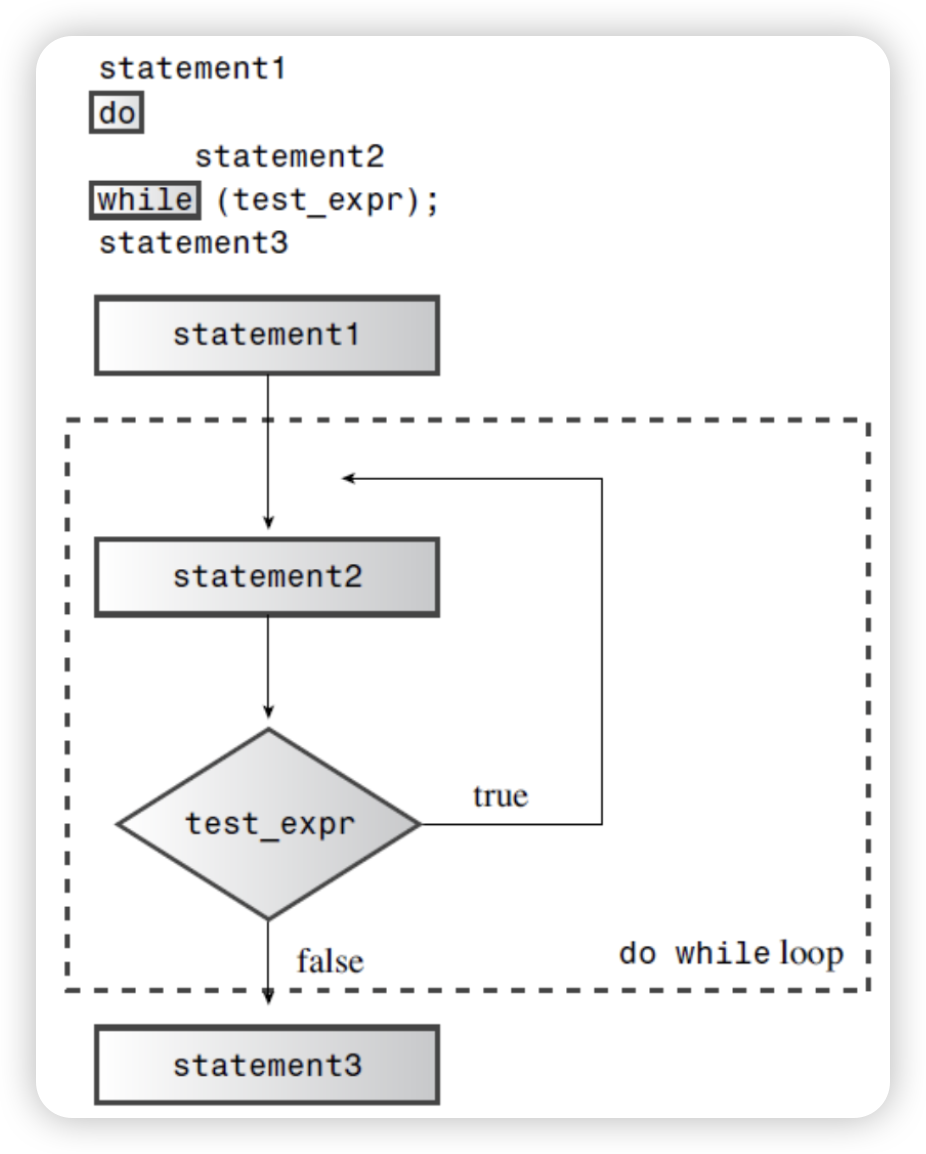 statement1
do
statement2
while (test_expr);
statement3
statement1
statement2
true
test_expr
false
do while loop
statement3